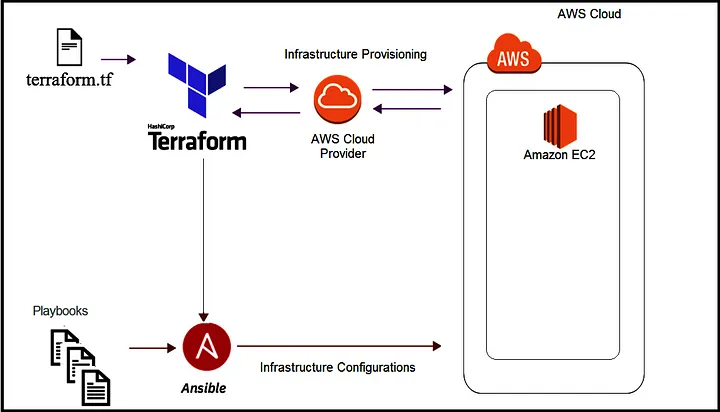 AWS Cloud
terraform.tf
HashiCorp
Terraform
Infrastructure Provisioning
AWS Cloud
Provider
AWS
Amazon EC2
Playbooks
Ansible
Infrastructure Configurations